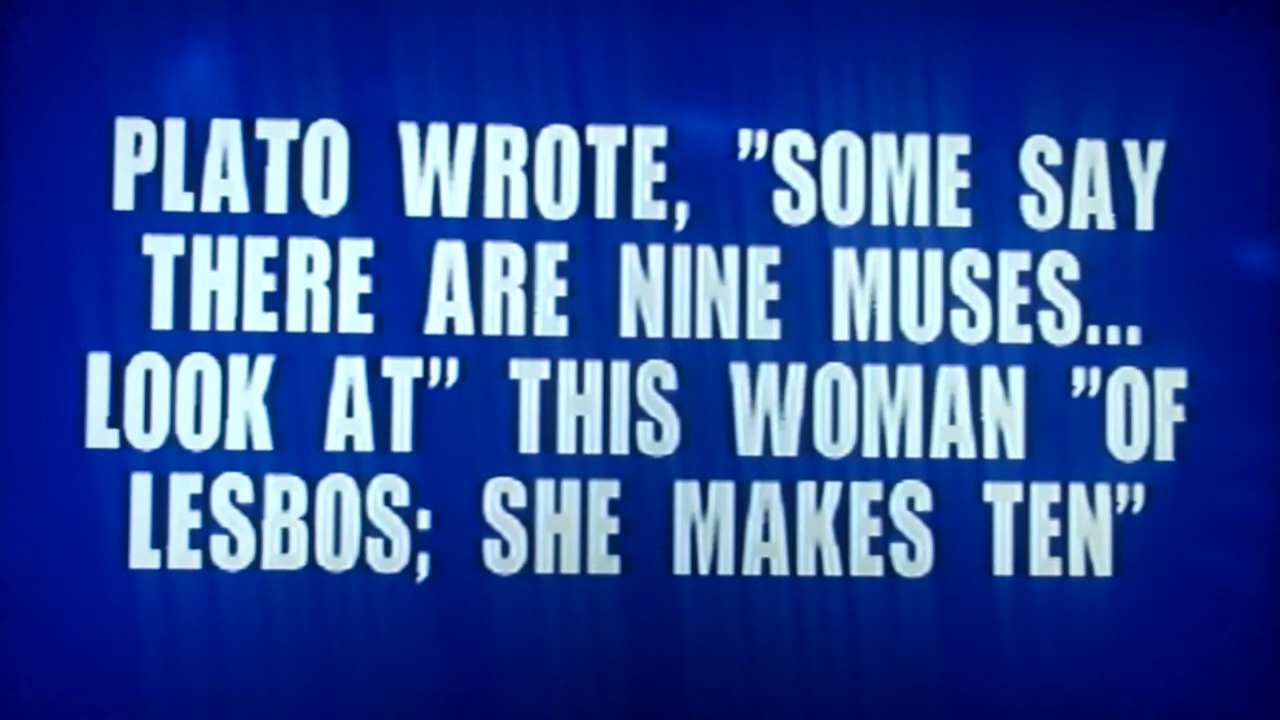 PLATO WROTE, "SOME SAY
THERE ARE NINE MUSES...
LOOK AT" THIS WOMAN "OF
LESBOS; SHE MAKES TEN"